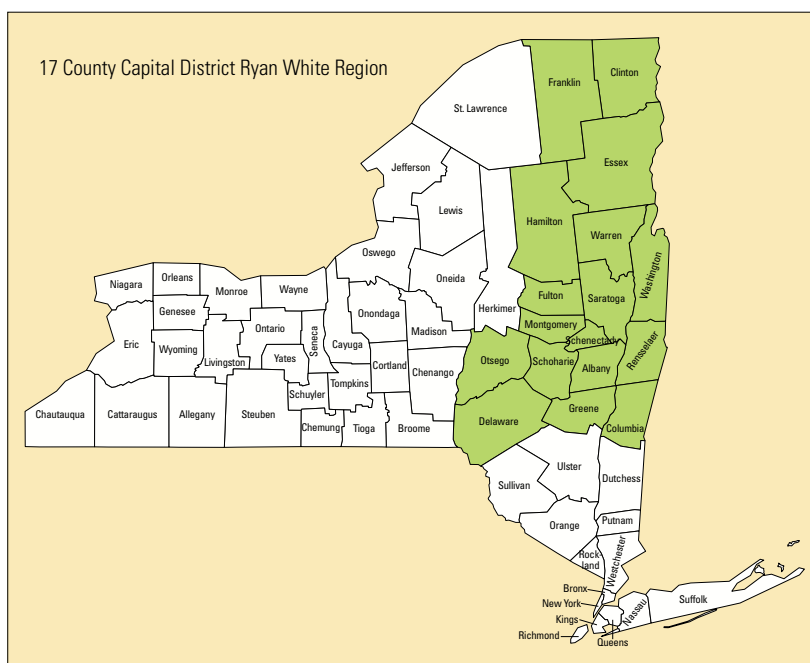 17 County Capital District Ryan White Region
Franklin
Clinton
St. Lawrence
Essex
Jefferson
Lewis
Hamilton
Warren
Washington
Oswego
Oneida
Herkimer
Niagara
Orleans
Monroe
Wayne
Fulton
Saratoga
Genesee
Onondaga
Madison
Montgomery
Eric
Wyoming
Livingston
Ontario
Yates
Seneca
Cayuga
Schenectady
Rensselaer
Otsego
Schoharie
Albany
Cortland
Chenango
Tompkins
Schuyler
Chautauqua
Cattaraugus
Allegany
Steuben
Chemung
Tioga
Broome
Delaware
Greene
Columbia
Ulster
Sullivan
Dutchess
Orange
Putnam
Rock-
land
Westchester
Bronx
New York
Kings
Richmond
Queens
Nassau
Suffolk